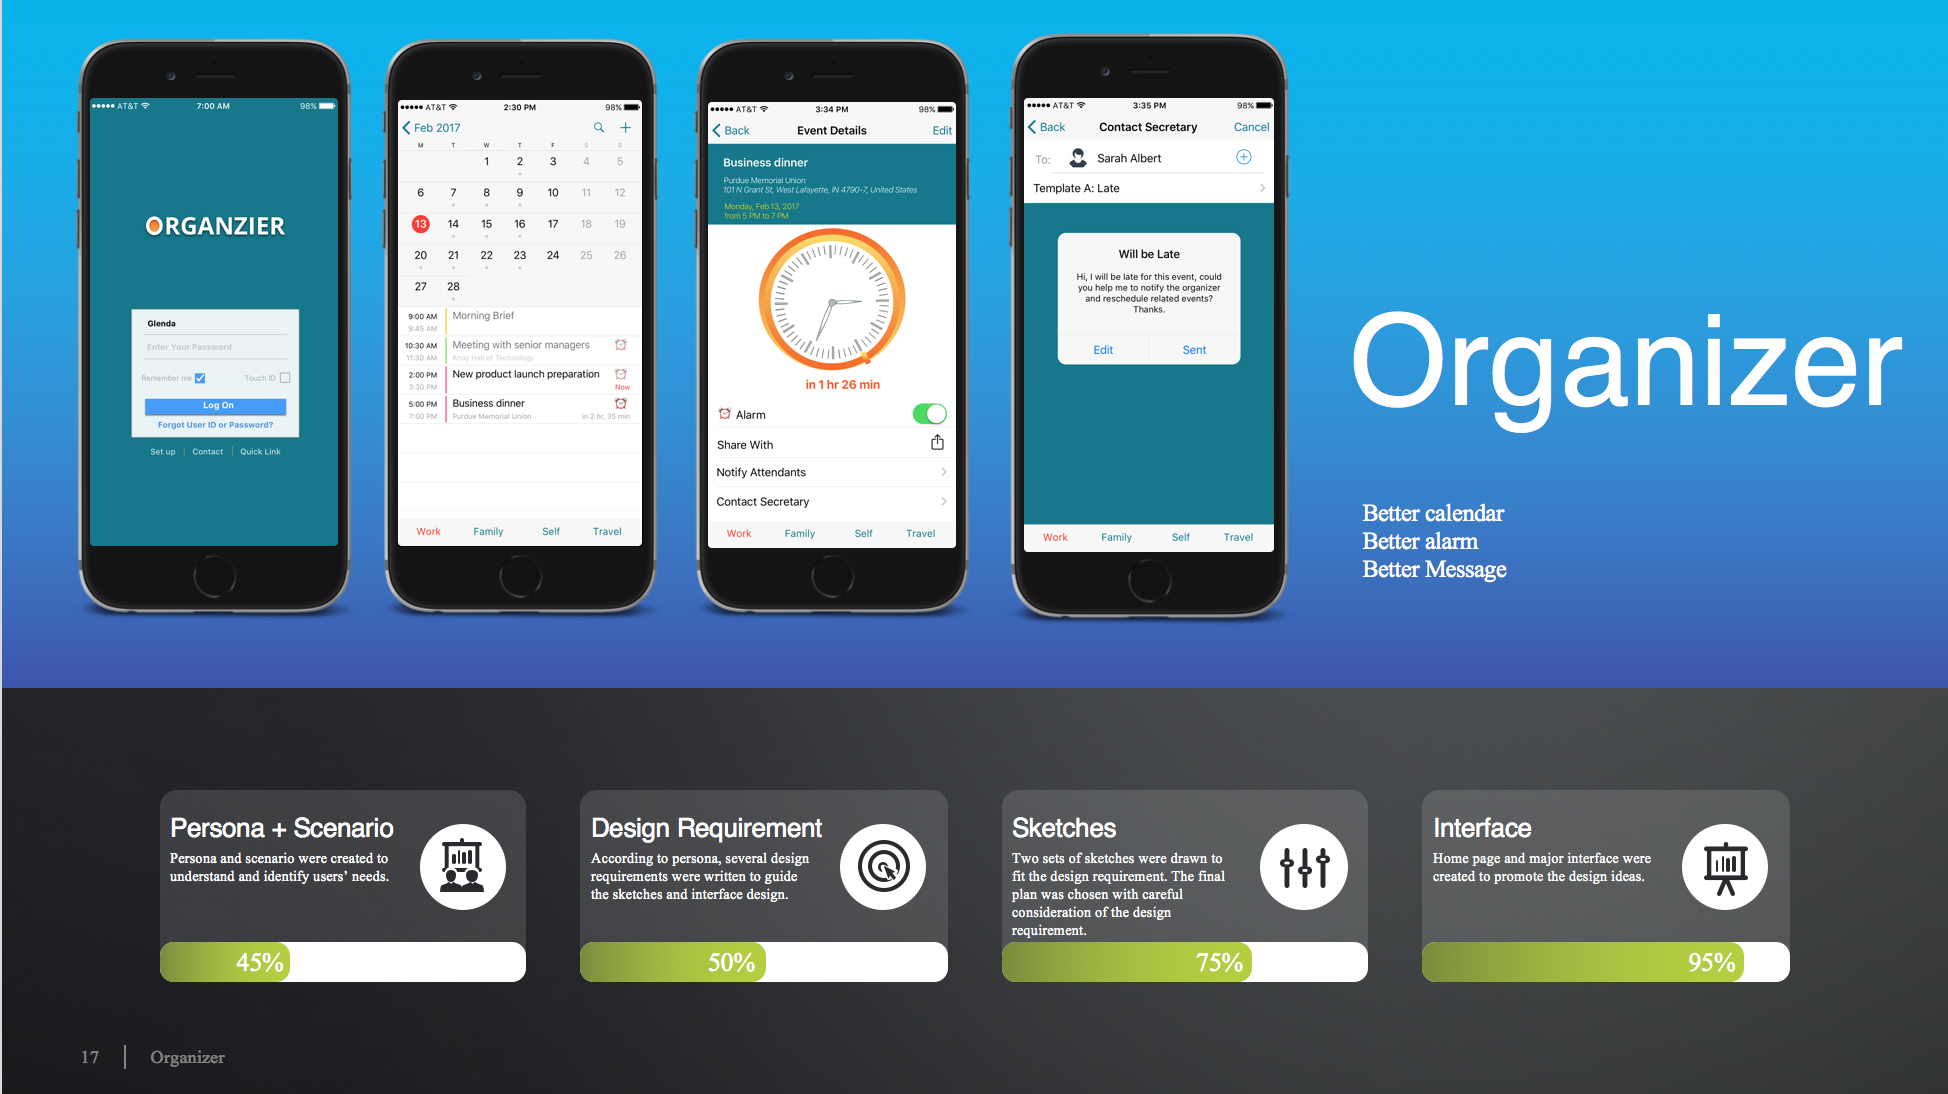 AT&T 7:00 AM 98%
ORGANZIER
Glenda
Enter Your Password
Remember me Touch ID
Log On
Forgot User ID or Password?
Set up | Contact | Quick Link
AT&T 2:30 PM 98%
Feb 2017
M T W T F S S
1 2 3 4 5
6 7 8 9 10 11 12
13 14 15 16 17 18 19
20 21 22 23 24 25 26
27 28
9:00 AM Morning Brief
9:45 AM
10:30 AM Meeting with senior managers
11:30 AM Knoy Hall of Technology
2:00 PM New product launch preparation
3:30 PM Now
5:00 PM Business dinner
7:00 PM Purdue Memorial Union in 2 hr, 35 min
Work Family Self Travel
AT&T 3:34 PM 98%
Back Event Details Edit
Business dinner
Purdue Memorial Union
101 N Grant St, West Lafayette, IN 4790-7, United States
Monday, Feb 13, 2017
from 5 PM to 7 PM
in 1 hr 26 min
Alarm
Share With
Notify Attendants
Contact Secretary
Work Family Self Travel
AT&T 3:35 PM 98%
Back Contact Secretary Cancel
To: Sarah Albert
Template A: Late
Will be Late
Hi, I will be late for this event, could
you help me to notify the organizer
and reschedule related events?
Thanks.
Edit Sent
Work Family Self Travel
Organizer
Better calendar
Better alarm
Better Message
Persona + Scenario
Persona and scenario were created to
understand and identify users' needs.
45%
Design Requirement
According to persona, several design
requirements were written to guide
the sketches and interface design.
50%
Sketches
Two sets of sketches were drawn to
fit the design requirement. The final
plan was chosen with careful
consideration of the design
requirement.
75%
Interface
Home page and major interface were
created to promote the design ideas.
95%
17 | Organizer